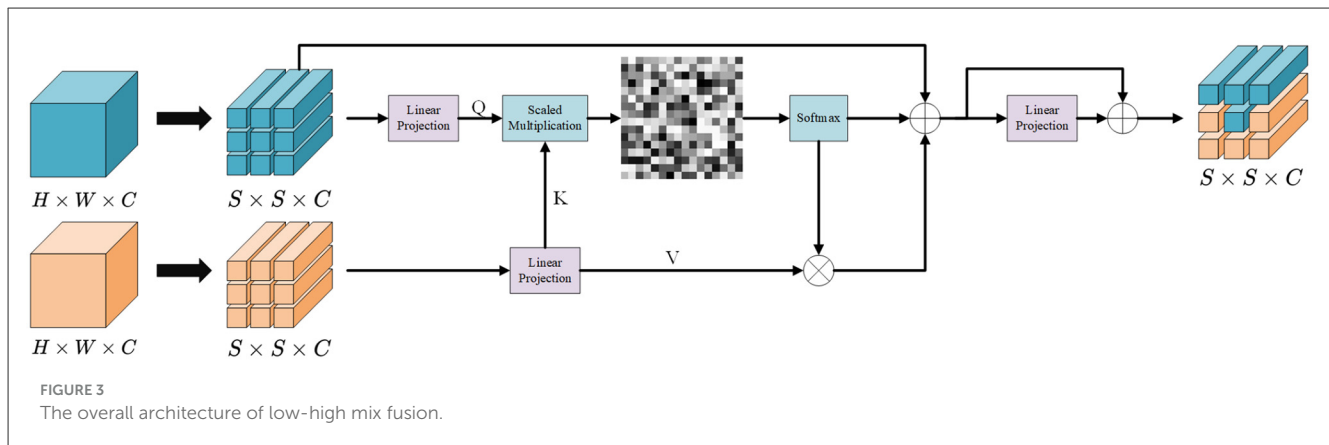 H × W × C
S × S × C
Linear
Projection
Q
Scaled
Multiplication
Softmax
Linear
Projection
S × S × C
K
Linear
Projection
V
H × W × C
S × S × C
FIGURE 3
The overall architecture of low-high mix fusion.